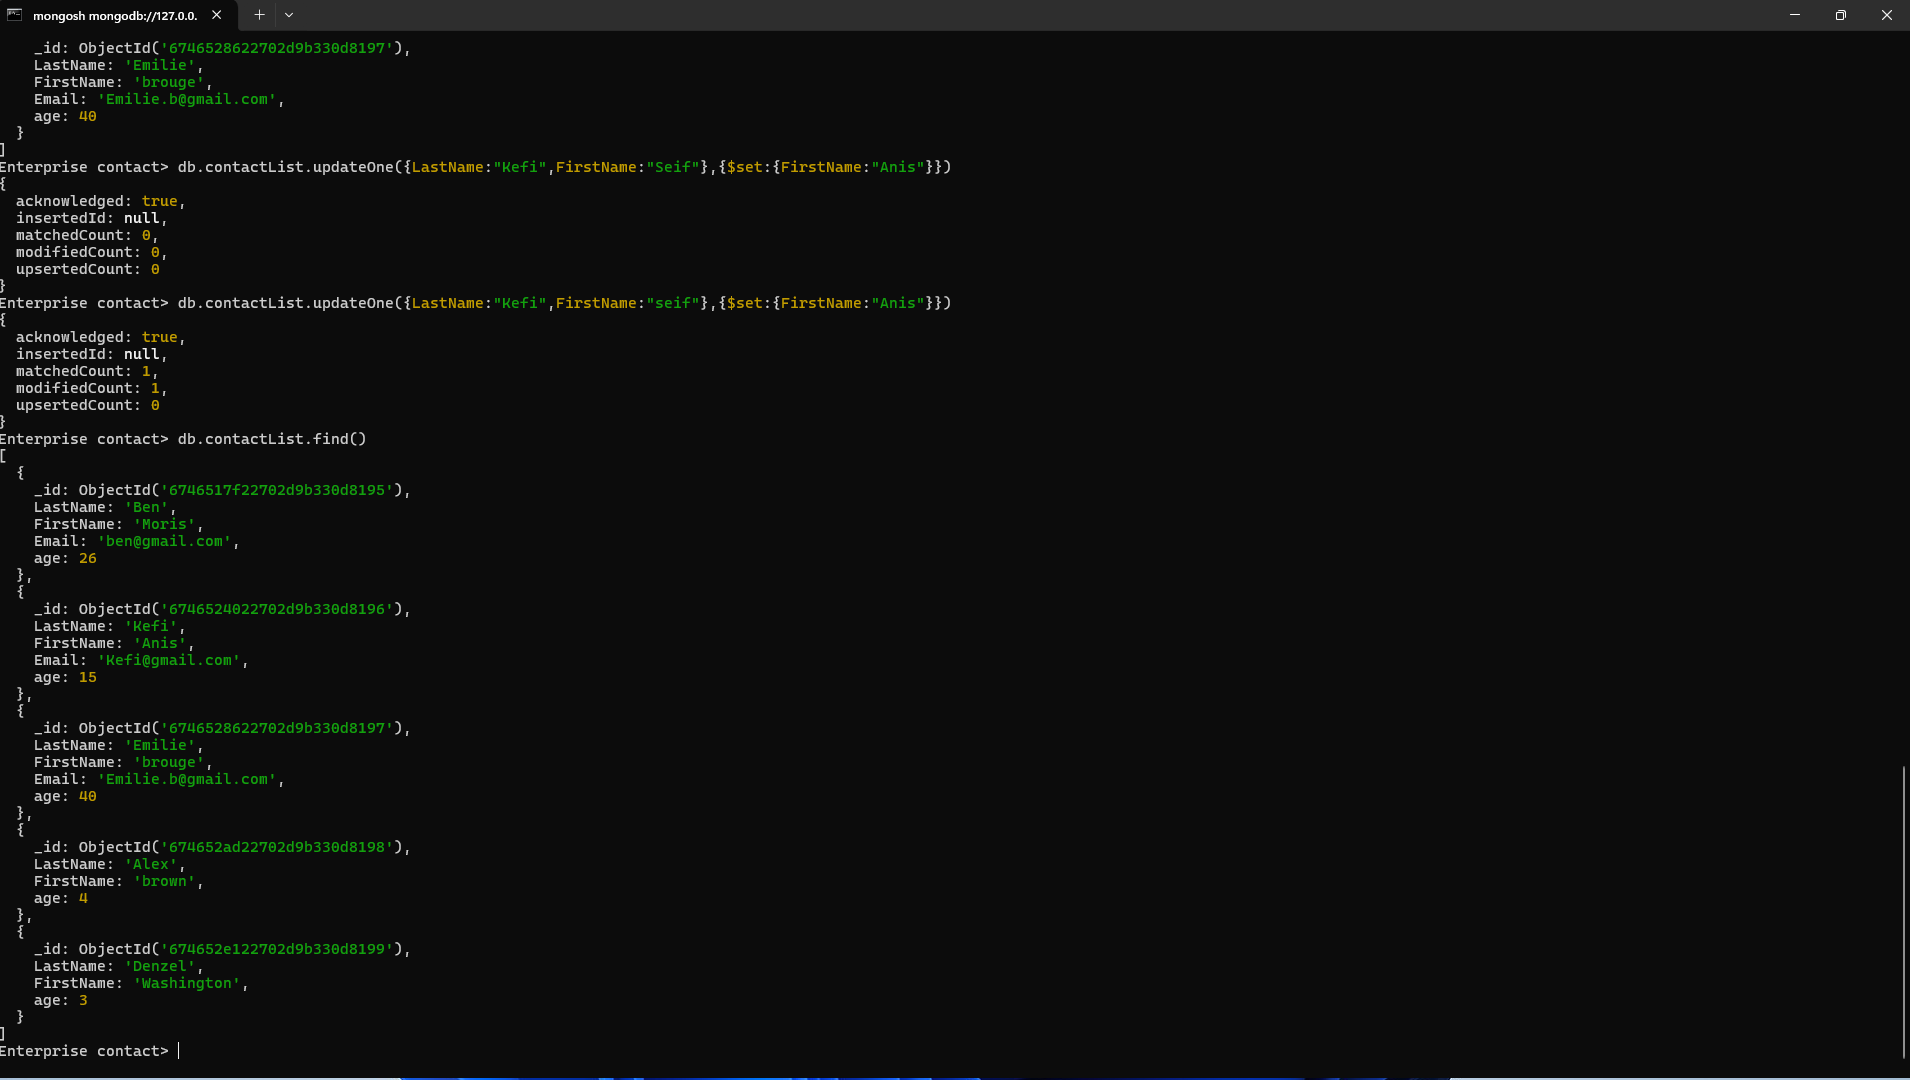 mongosh mongodb://127.0.0.
    _id: ObjectId('6746528622702d9b330d8197'),
    LastName: 'Emilie',
    FirstName: 'brouge',
    Email: 'Emilie.b@gmail.com',
    age: 40
  }
]
Enterprise contact> db.contactList.updateOne({LastName:"Kefi",FirstName:"Seif"},{$set:{FirstName:"Anis"}})
{
  acknowledged: true,
  insertedId: null,
  matchedCount: 0,
  modifiedCount: 0,
  upsertedCount: 0
}
Enterprise contact> db.contactList.updateOne({LastName:"Kefi",FirstName:"seif"},{$set:{FirstName:"Anis"}})
{
  acknowledged: true,
  insertedId: null,
  matchedCount: 1,
  modifiedCount: 1,
  upsertedCount: 0
}
Enterprise contact> db.contactList.find()
[
  {
    _id: ObjectId('6746517f22702d9b330d8195'),
    LastName: 'Ben',
    FirstName: 'Moris',
    Email: 'ben@gmail.com',
    age: 26
  },
  {
    _id: ObjectId('6746524022702d9b330d8196'),
    LastName: 'Kefi',
    FirstName: 'Anis',
    Email: 'Kefi@gmail.com',
    age: 15
  },
  {
    _id: ObjectId('6746528622702d9b330d8197'),
    LastName: 'Emilie',
    FirstName: 'brouge',
    Email: 'Emilie.b@gmail.com',
    age: 40
  },
  {
    _id: ObjectId('674652ad22702d9b330d8198'),
    LastName: 'Alex',
    FirstName: 'brown',
    age: 4
  },
  {
    _id: ObjectId('674652e122702d9b330d8199'),
    LastName: 'Denzel',
    FirstName: 'Washington',
    age: 3
  }
]
Enterprise contact>